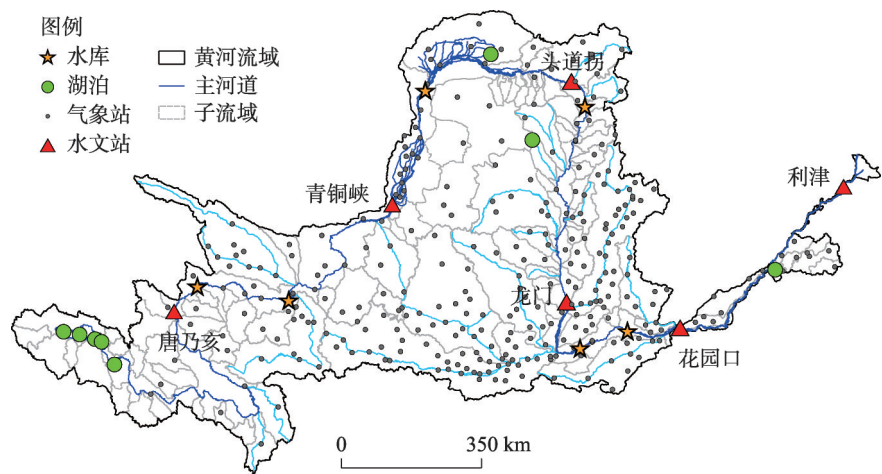 图例
水库
湖泊
气象站
水文站
黄河流域
主河道
子流域
头道拐
青铜峡
利津
龙门
唐乃亥
花园口
0 350 km